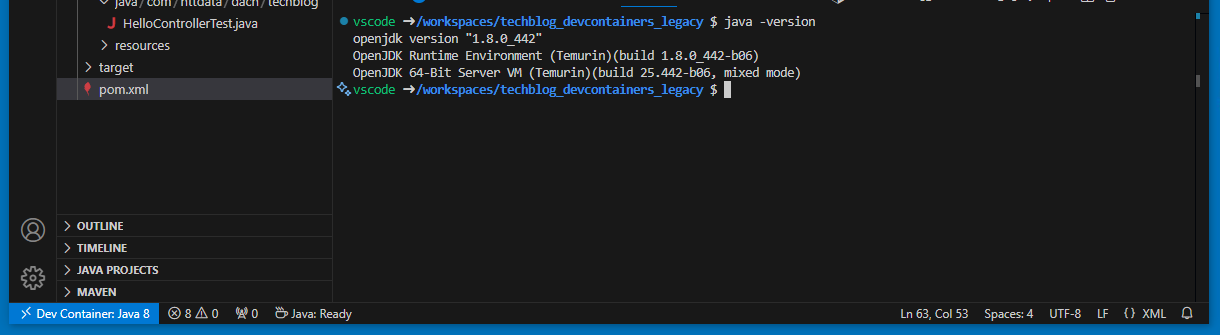 java/com/nttdata/dach/techblog
HelloControllerTest.java
resources
target
pom.xml
OUTLINE
TIMELINE
JAVA PROJECTS
MAVEN
vscode ➜/workspaces/techblog_devcontainers_legacy $ java -version
openjdk version "1.8.0_442"
OpenJDK Runtime Environment (Temurin)(build 1.8.0_442-b06)
OpenJDK 64-Bit Server VM (Temurin)(build 25.442-b06, mixed mode)
vscode ➜/workspaces/techblog_devcontainers_legacy $
Dev Container: Java 8 8 0 0 Java: Ready Ln 63, Col 53 Spaces: 4 UTF-8 LF {} XML